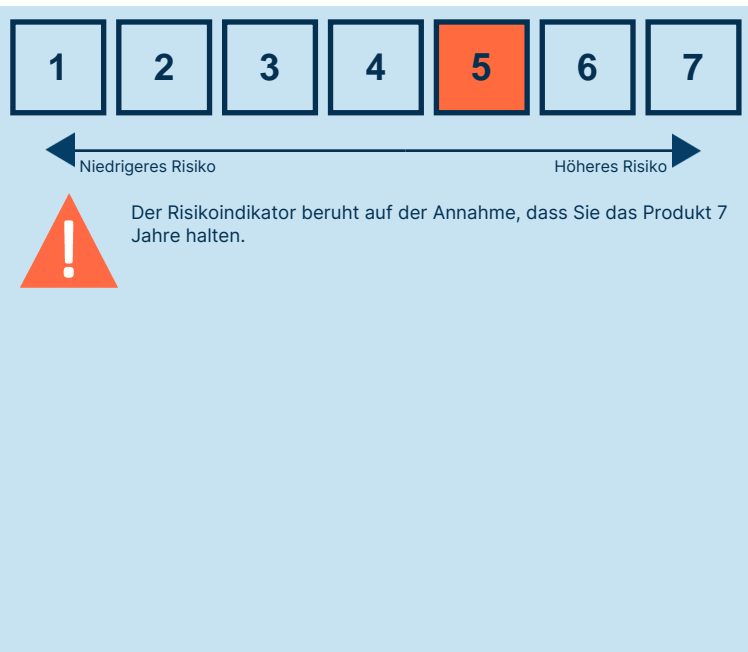 1 2 3 4 5 6 7
Niedrigeres Risiko Höheres Risiko
Der Risikoindikator beruht auf der Annahme, dass Sie das Produkt 7
Jahre halten.
!